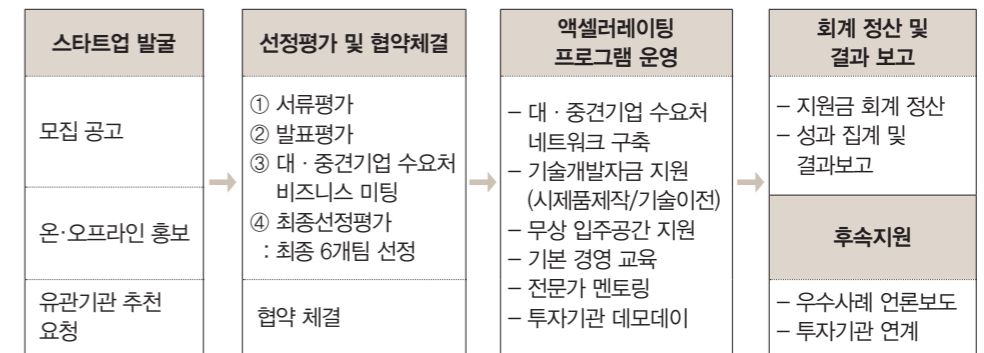 스타트업 발굴
모집 공고
온·오프라인 홍보
유관기관 추천
요청
선정평가 및 협약체결
① 서류평가
② 발표평가
③ 대 · 중견기업 수요처
비즈니스 미팅
④ 최종선정평가
: 최종 6개팀 선정
협약 체결
액셀러레이팅
프로그램 운영
– 대 · 중견기업 수요처
네트워크 구축
– 기술개발자금 지원
(시제품제작/기술이전)
– 무상 입주공간 지원
– 기본 경영 교육
– 전문가 멘토링
– 투자기관 데모데이
회계 정산 및
결과 보고
– 지원금 회계 정산
– 성과 집계 및
결과보고
후속지원
– 우수사례 언론보도
– 투자기관 연계